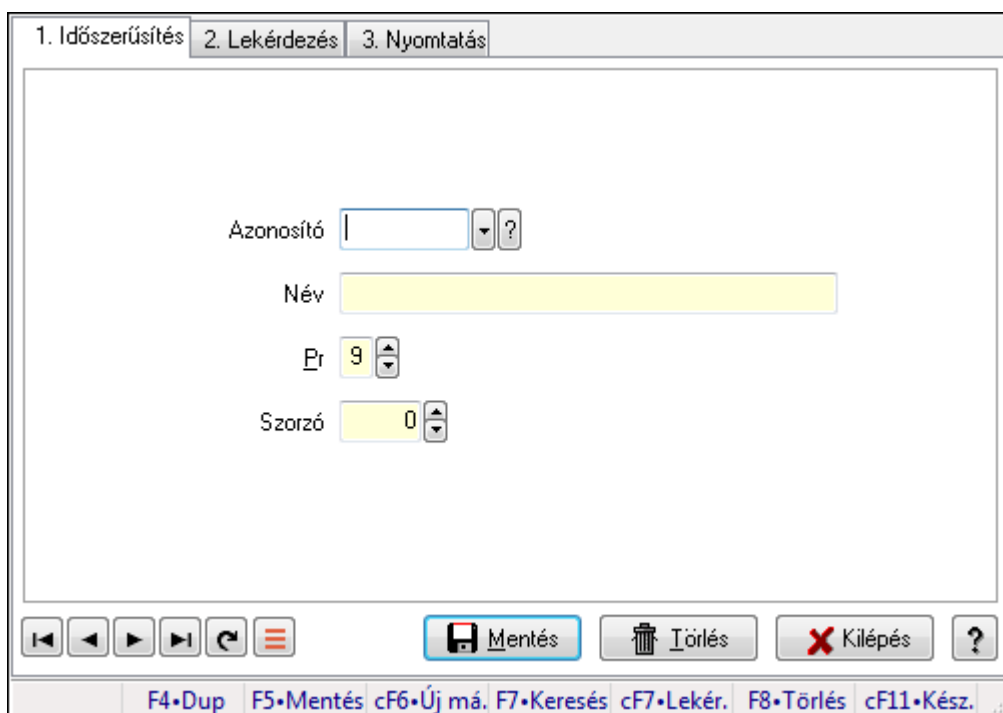 1. Időszerűsítés 2. Lekérdezés 3. Nyomtatás
Azonosító ?
Név
Pr 9
Szorzó 0
Mentés Törlés Kilépés ?
F4•Dup F5•Mentés cF6•Új má. F7•Keresés cF7•Lekér. F8•Törlés cF11•Kész.